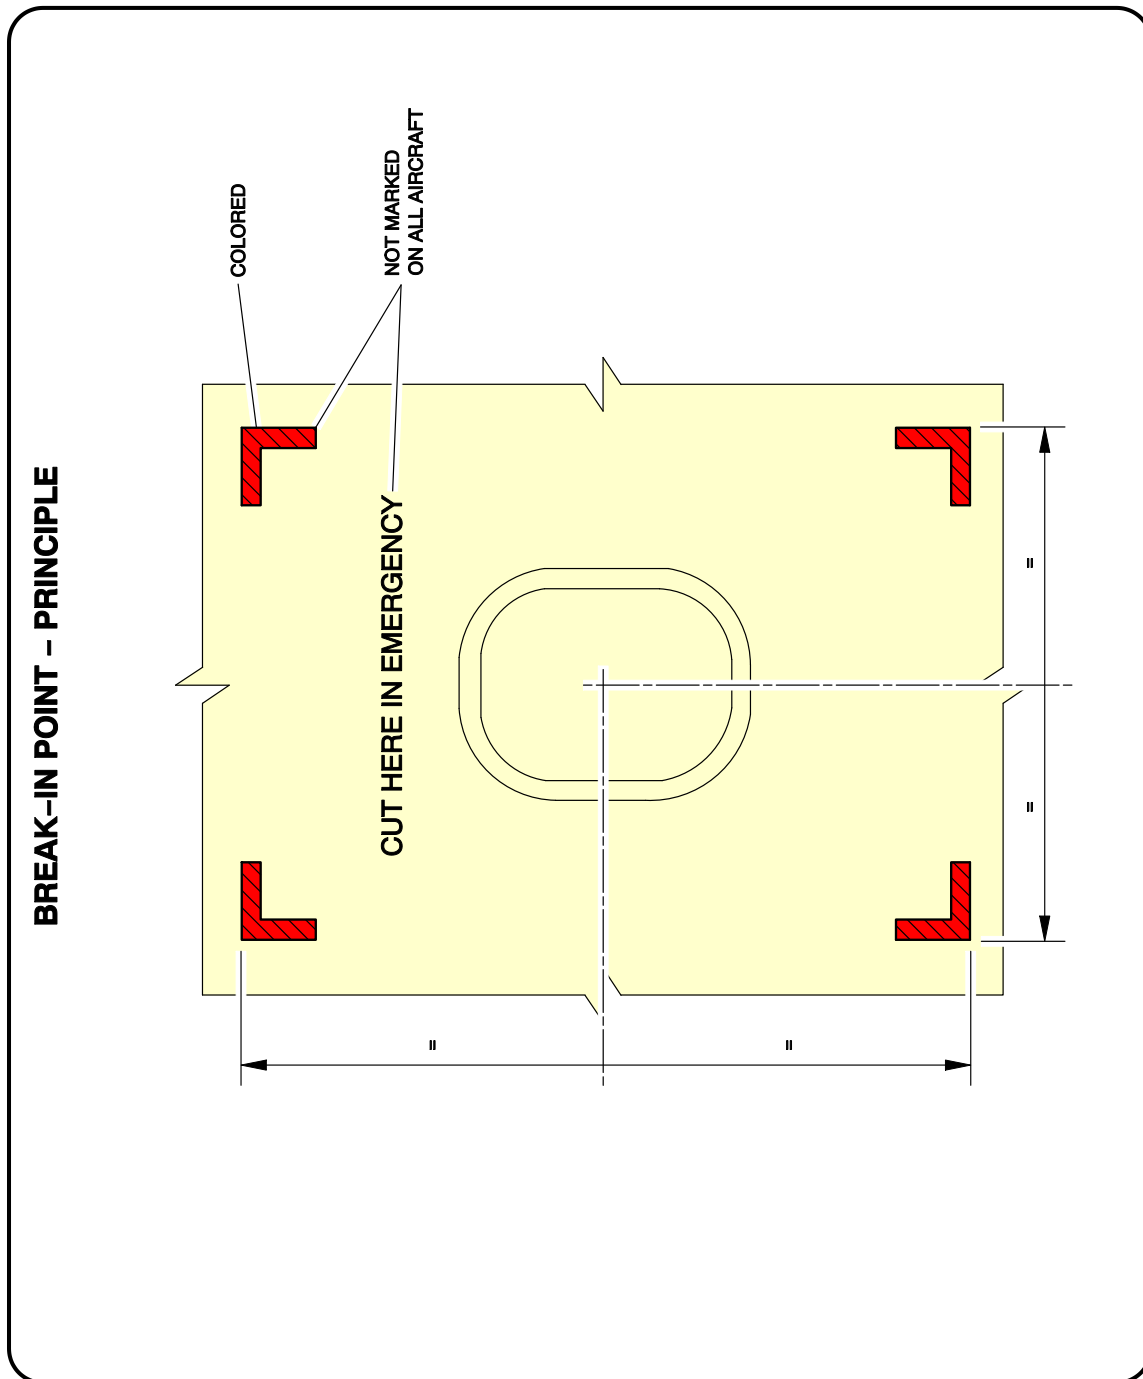 BREAK–IN POINT – PRINCIPLE
COLORED
NOT MARKED
ON ALL AIRCRAFT
CUT HERE IN EMERGENCY
=
=
=
=